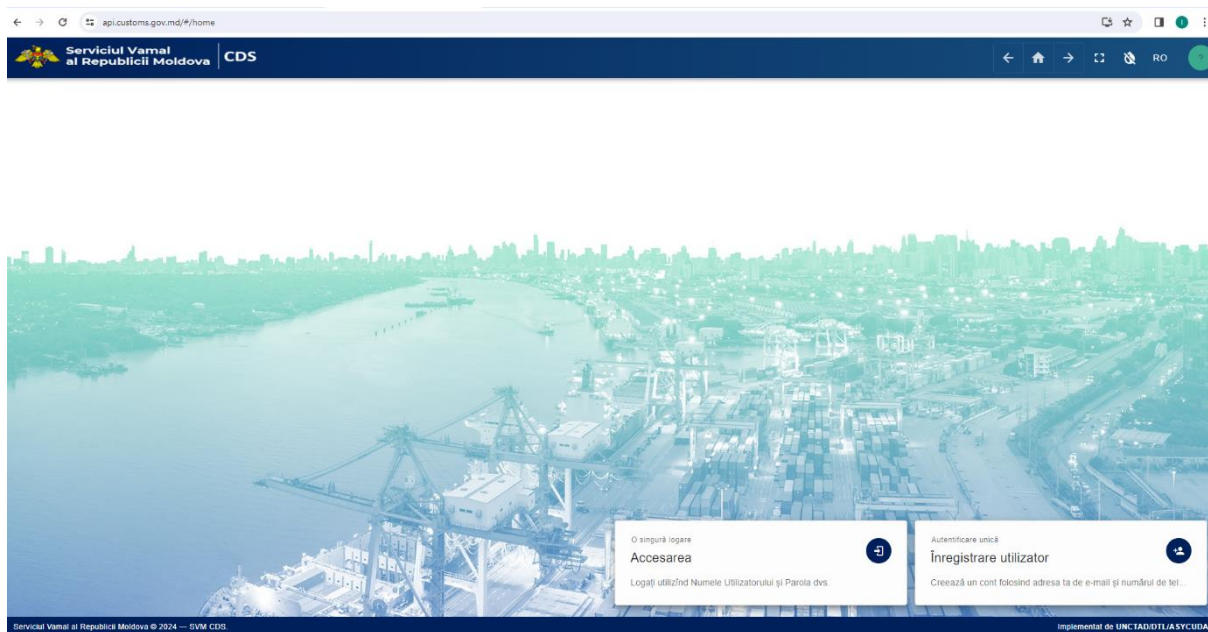 api.customs.gov.md/#/home
Serviciul Vamal
al Republicii Moldova
CDS
RO
?
O singură logare
Accesarea
Logați utilizînd Numele Utilizatorului și Parola dvs.
Autentificare unică
Înregistrare utilizator
Creează un cont folosind adresa ta de e-mail și numărul de tel...
Serviciul Vamal al Republicii Moldova © 2024 — SVM CDS.
Implementat de UNCTAD/DTL/ASYCUDA